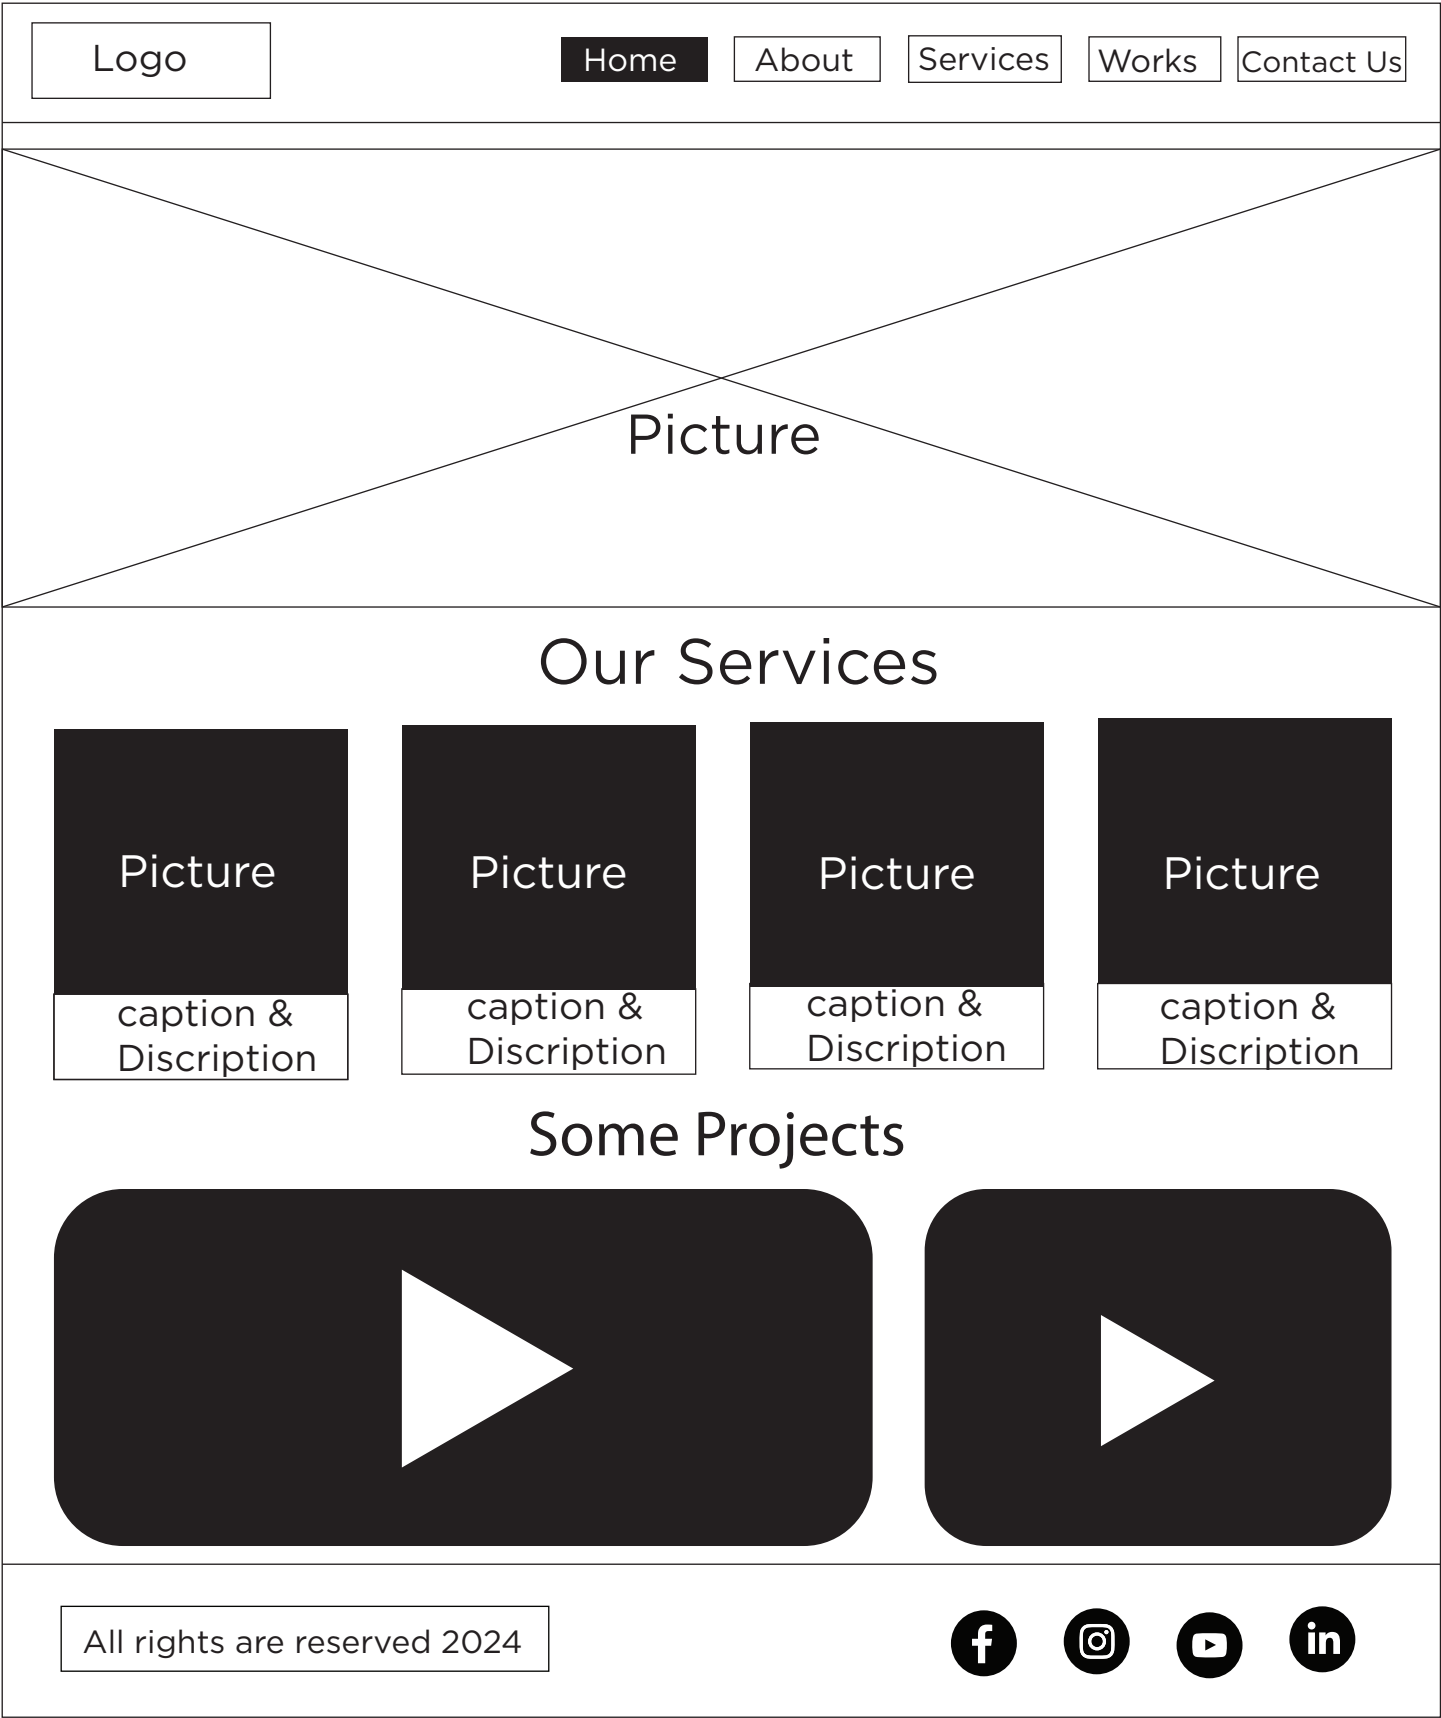 Logo
Home
About
Services
Works
Contact Us
Picture
Our Services
Picture
Picture
Picture
Picture
caption &
Discription
caption &
Discription
caption &
Discription
caption &
Discription
Some Projects
All rights are reserved 2024
f
in